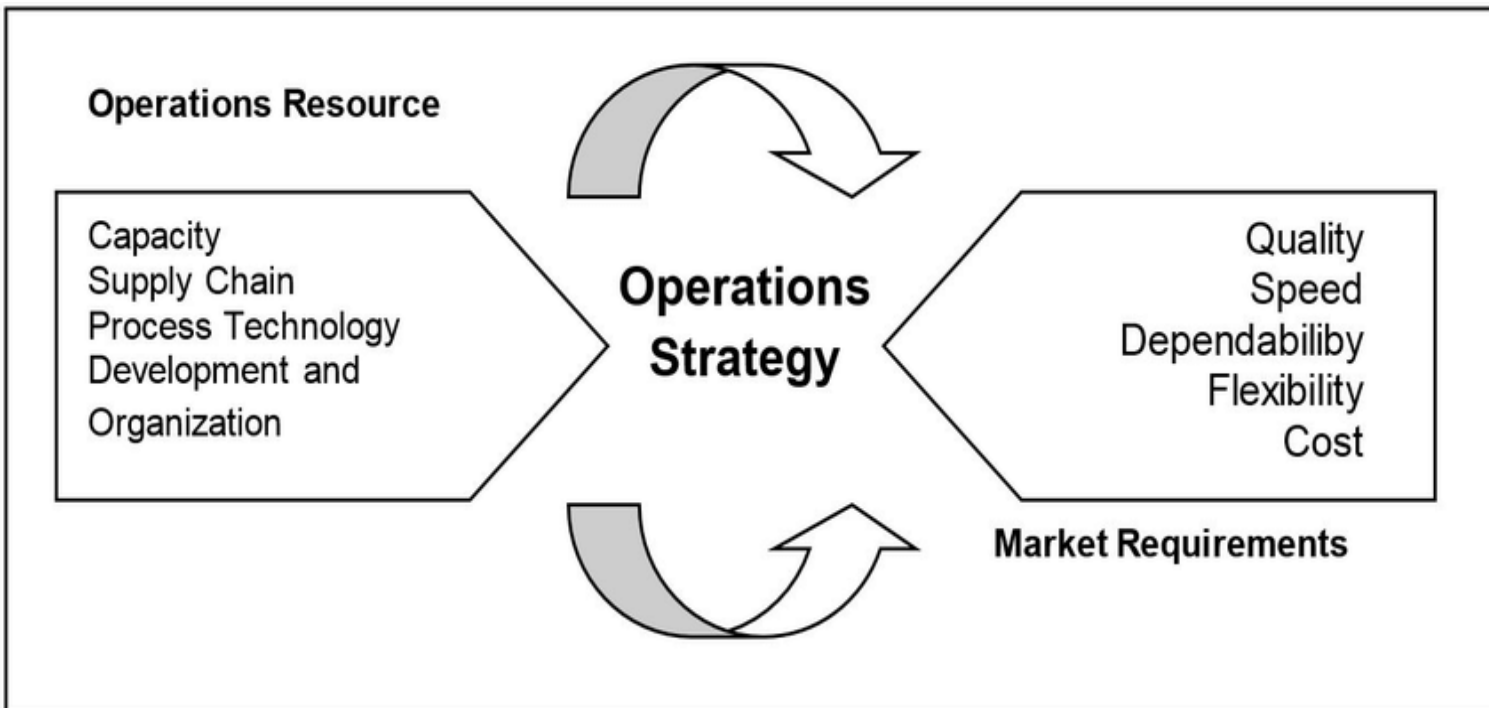 Operations Resource
Capacity
Supply Chain
Process Technology
Development and
Organization
Operations
Strategy
Quality
Speed
Dependabiliby
Flexibility
Cost
Market Requirements